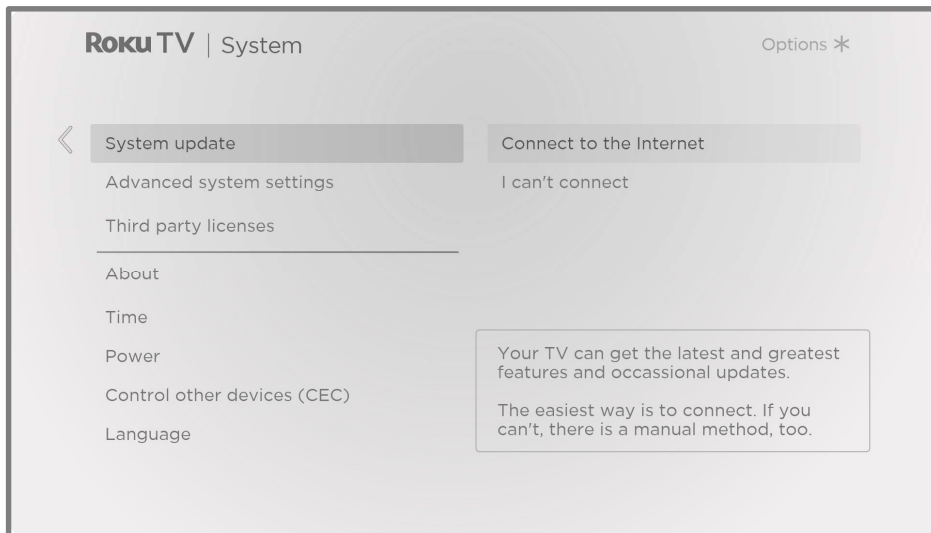 Roku TV | System
Options *
System update
Advanced system settings
Third party licenses
About
Time
Power
Control other devices (CEC)
Language
Connect to the Internet
I can't connect
Your TV can get the latest and greatest
features and occassional updates.
The easiest way is to connect. If you
can't, there is a manual method, too.